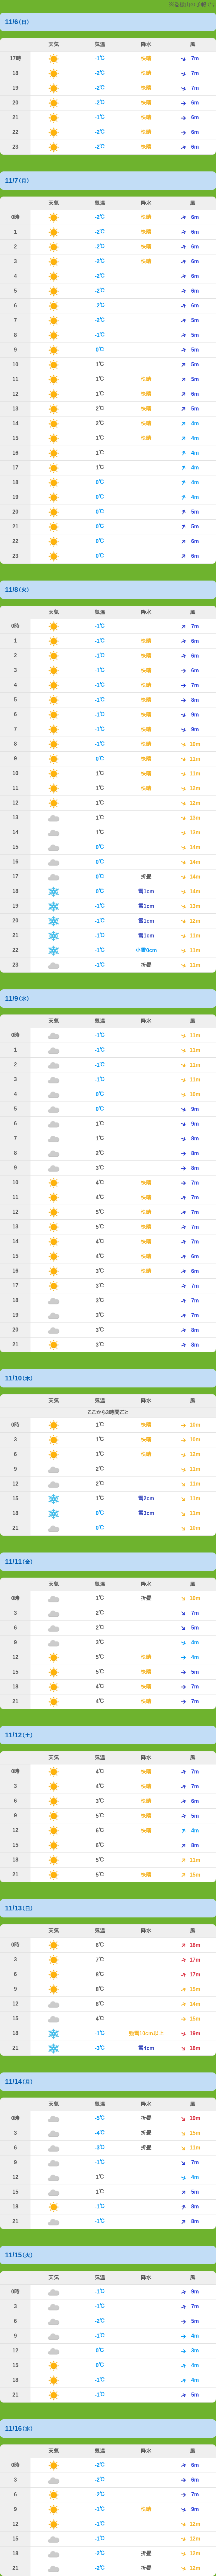 11/6(日)
天気 気温 降水 風
17時 -1℃ 快晴 7m
18 -2℃ 快晴 7m
19 -2℃ 快晴 7m
20 -2℃ 快晴 6m
21 -1℃ 快晴 6m
22 -2℃ 快晴 6m
23 -2℃ 快晴 6m
11/7(月)
天気 気温 降水 風
0時 -2℃ 快晴 6m
1 -2℃ 快晴 6m
2 -2℃ 快晴 6m
3 -2℃ 快晴 6m
4 -2℃ 6m
5 -2℃ 6m
6 -2℃ 6m
7 -2℃ 5m
8 -1℃ 5m
9 0℃ 5m
10 1℃ 5m
11 1℃ 快晴 5m
12 1℃ 快晴 6m
13 2℃ 快晴 5m
14 2℃ 快晴 4m
15 1℃ 快晴 4m
16 1℃ 4m
17 1℃ 4m
18 0℃ 4m
19 0℃ 4m
20 0℃ 5m
21 0℃ 5m
22 0℃ 6m
23 0℃ 6m
11/8(火)
天気 気温 降水 風
0時 -1℃ 7m
1 -1℃ 快晴 6m
2 -1℃ 快晴 6m
3 -1℃ 快晴 6m
4 -1℃ 快晴 7m
5 -1℃ 快晴 8m
6 -1℃ 快晴 9m
7 -1℃ 快晴 9m
8 -1℃ 快晴 10m
9 0℃ 快晴 11m
10 1℃ 快晴 11m
11 1℃ 快晴 12m
12 1℃ 12m
13 1℃ 13m
14 1℃ 13m
15 0℃ 14m
16 0℃ 14m
17 0℃ 折曇 14m
18 0℃ 雪1cm 14m
19 -1℃ 雪1cm 13m
20 -1℃ 雪1cm 12m
21 -1℃ 雪1cm 11m
22 -1℃ 小雪0cm 11m
23 -1℃ 折曇 11m
11/9(水)
天気 気温 降水 風
0時 -1℃ 11m
1 -1℃ 11m
2 -1℃ 11m
3 -1℃ 11m
4 0℃ 10m
5 0℃ 9m
6 1℃ 9m
7 1℃ 8m
8 2℃ 8m
9 3℃ 8m
10 4℃ 快晴 7m
11 4℃ 快晴 7m
12 5℃ 快晴 7m
13 5℃ 快晴 7m
14 4℃ 快晴 7m
15 4℃ 快晴 6m
16 3℃ 快晴 6m
17 3℃ 7m
18 3℃ 7m
19 3℃ 7m
20 3℃ 8m
21 3℃ 8m
11/10(木)
天気 気温 降水 風
ここから3時間ごと
0時 1℃ 快晴 10m
3 1℃ 快晴 10m
6 1℃ 快晴 12m
9 2℃ 11m
12 2℃ 11m
15 1℃ 雪2cm 11m
18 0℃ 雪3cm 11m
21 0℃ 10m
11/11(金)
天気 気温 降水 風
0時 1℃ 折曇 10m
3 2℃ 7m
6 2℃ 5m
9 3℃ 4m
12 5℃ 快晴 4m
15 5℃ 快晴 5m
18 4℃ 快晴 7m
21 4℃ 快晴 7m
11/12(土)
天気 気温 降水 風
0時 4℃ 快晴 7m
3 4℃ 快晴 7m
6 3℃ 快晴 6m
9 5℃ 快晴 5m
12 6℃ 快晴 4m
15 6℃ 8m
18 5℃ 11m
21 5℃ 快晴 15m
11/13(日)
天気 気温 降水 風
0時 6℃ 18m
3 7℃ 17m
6 8℃ 17m
9 8℃ 15m
12 8℃ 14m
15 4℃ 15m
18 -1℃ 19m
21 -3℃ 雪4cm 18m
11/14(月)
天気 気温 降水 風
0時 -5℃ 折曇 19m
3 -4℃ 折曇 15m
6 -3℃ 折曇 11m
9 -1℃ 7m
12 1℃ 4m
15 1℃ 5m
18 -1℃ 8m
21 -1℃ 8m
11/15(火)
天気 気温 降水 風
0時 -1℃ 9m
3 -1℃ 7m
6 -2℃ 5m
9 -1℃ 4m
12 0℃ 3m
15 0℃ 4m
18 -1℃ 4m
21 -1℃ 5m
11/16(水)
天気 気温 降水 風
0時 -2℃ 6m
3 -2℃ 6m
6 -2℃ 7m
9 -1℃ 快晴 9m
12 -1℃ 12m
15 -1℃ 12m
18 -2℃ 折曇 12m
21 -2℃ 折曇 12m